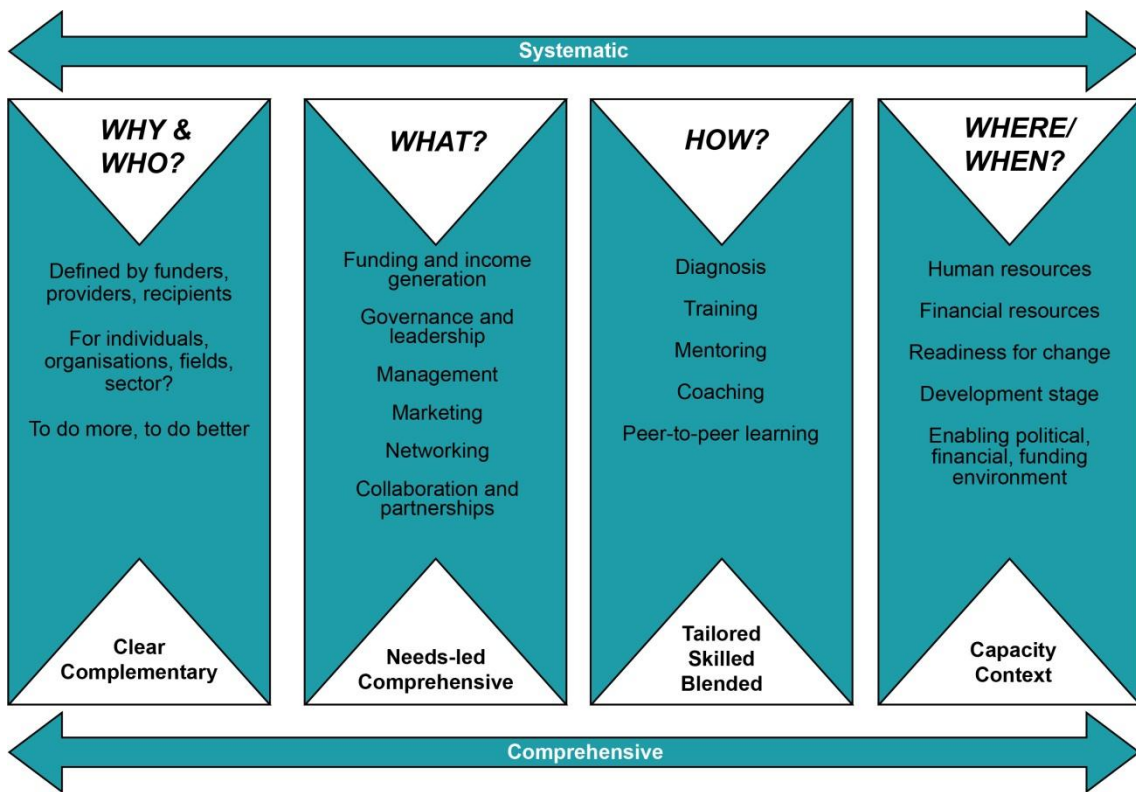 Systematic
WHY &
WHO?
Defined by funders,
providers, recipients
For individuals,
organisations, fields,
sector?
To do more, to do better
Clear
Complementary
WHAT?
Funding and income
generation
Governance and
leadership
Management
Marketing
Networking
Collaboration and
partnerships
Needs-led
Comprehensive
HOW?
Diagnosis
Training
Mentoring
Coaching
Peer-to-peer learning
Tailored
Skilled
Blended
WHERE/
WHEN?
Human resources
Financial resources
Readiness for change
Development stage
Enabling political,
financial, funding
environment
Capacity
Context
Comprehensive